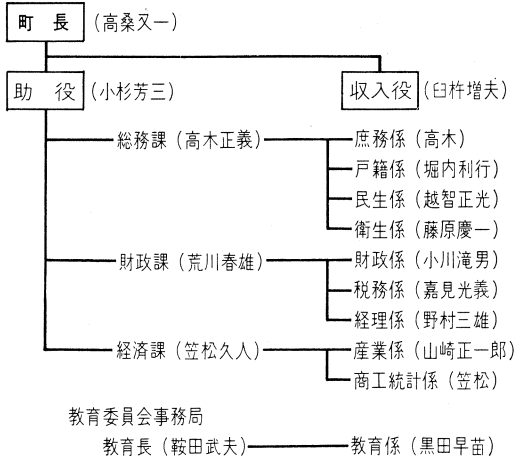 町長(高桑又一)
助役(小杉芳三) 収入役(臼杵増夫)
総務課(高木正義) 庶務係(高木)
戸籍係(堀内利行)
民生係(越智正光)
衛生係(藤原慶一)
財政課(荒川春雄) 財政係(小川滝男)
税務係(嘉見光義)
経理係(野村三雄)
経済課(笠松久人) 産業係(山崎正一郎)
商工統計係(笠松)
教育委員会事務局
教育長(鞍田武夫) 教育係(黒田早苗)